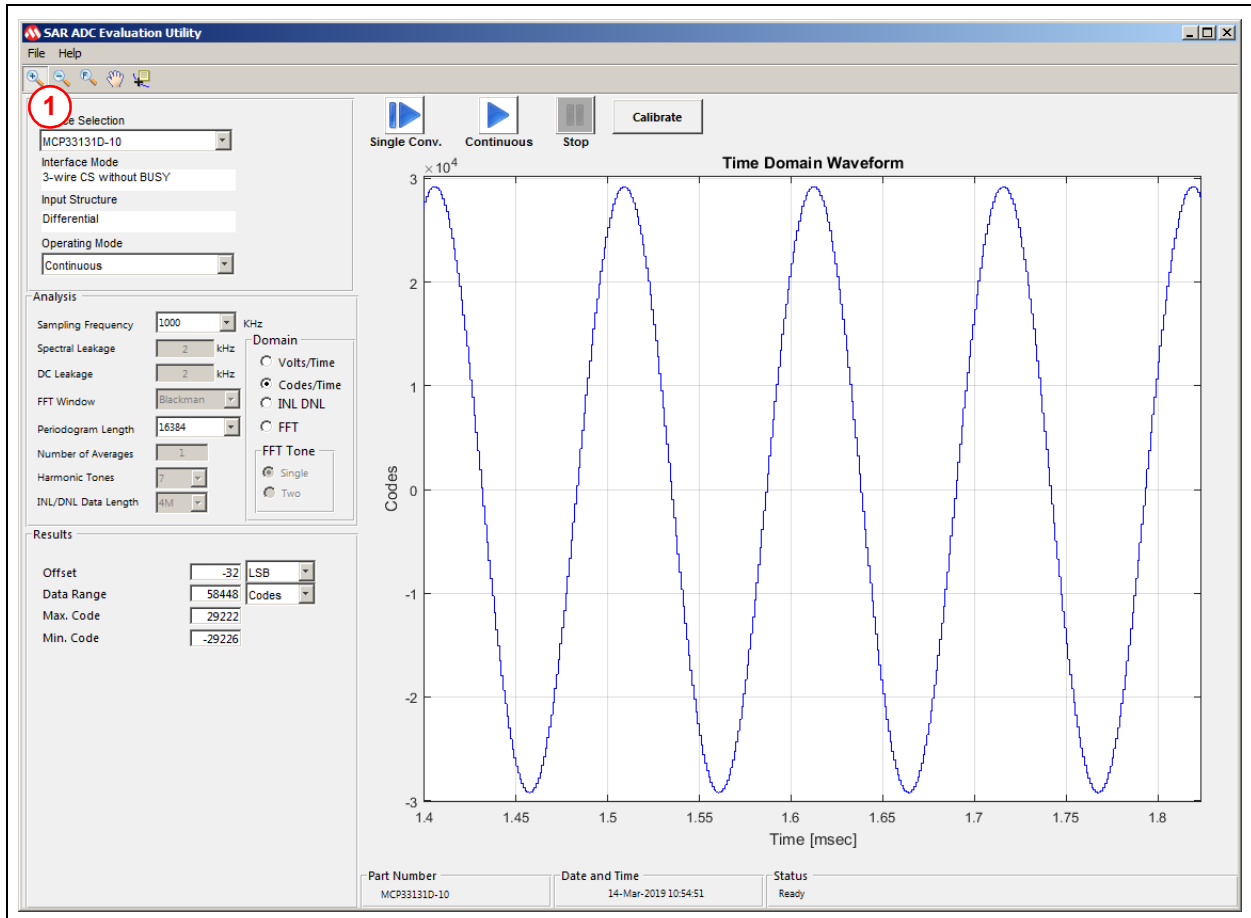 SAR ADC Evaluation Utility
File Help
1
ce Selection
MCP33131D-10
Interface Mode
3-wire CS without BUSY
Input Structure
Differential
Operating Mode
Continuous
Analysis
Sampling Frequency 1000 KHz
Spectral Leakage 2 kHz
DC Leakage 2 kHz
FFT Window Blackman
Periodogram Length 16384
Number of Averages 1
Harmonic Tones 7
INL/DNL Data Length 4M
Domain
Volts/Time
Codes/Time
INL DNL
FFT
FFT Tone
Single
Two
Results
Offset -32 LSB
Data Range 58448 Codes
Max. Code 29222
Min. Code -29226
Single Conv. Continuous Stop Calibrate
Time Domain Waveform
×10⁴
3
2
1
0
-1
-2
-3
Codes
1.4 1.45 1.5 1.55 1.6 1.65 1.7 1.75 1.8
Time [msec]
Part Number
MCP33131D-10
Date and Time
14-Mar-2019 10:54:51
Status
Ready